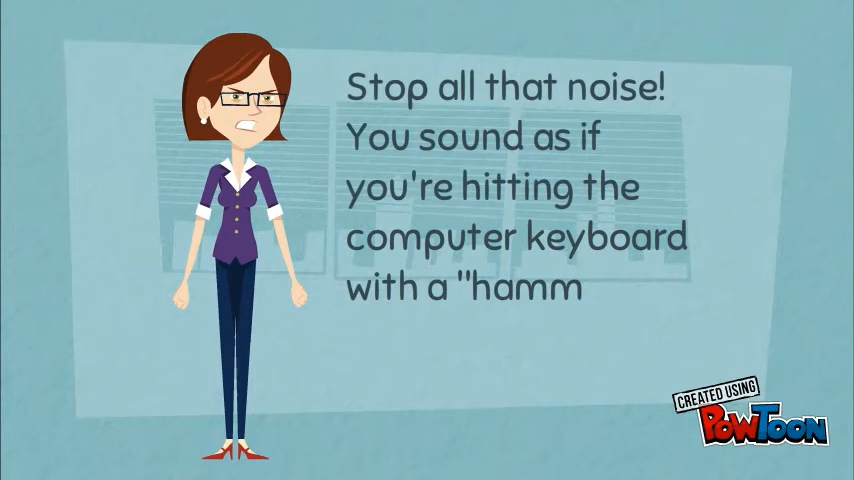 Stop all that noise!
You sound as if
you're hitting the
computer keyboard
with a "hamm
CREATED USING
POWTOON